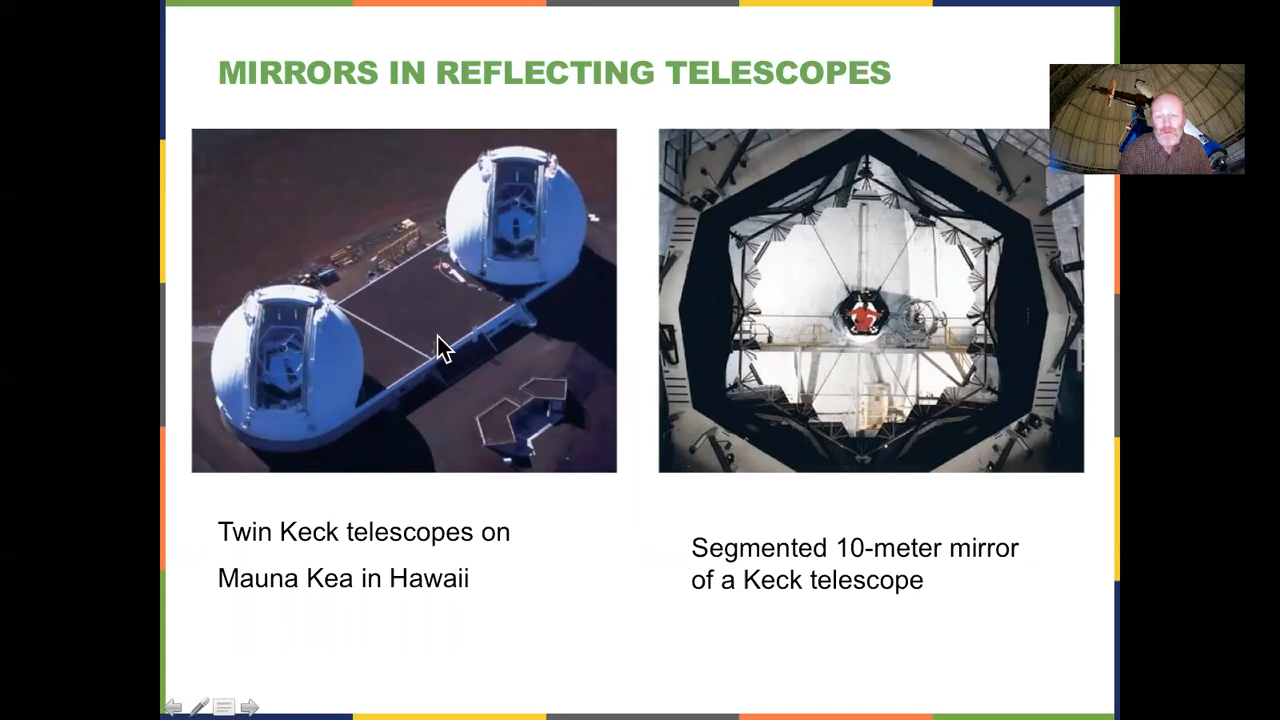 MIRRORS IN REFLECTING TELESCOPES
Twin Keck telescopes on
Mauna Kea in Hawaii
Segmented 10-meter mirror
of a Keck telescope